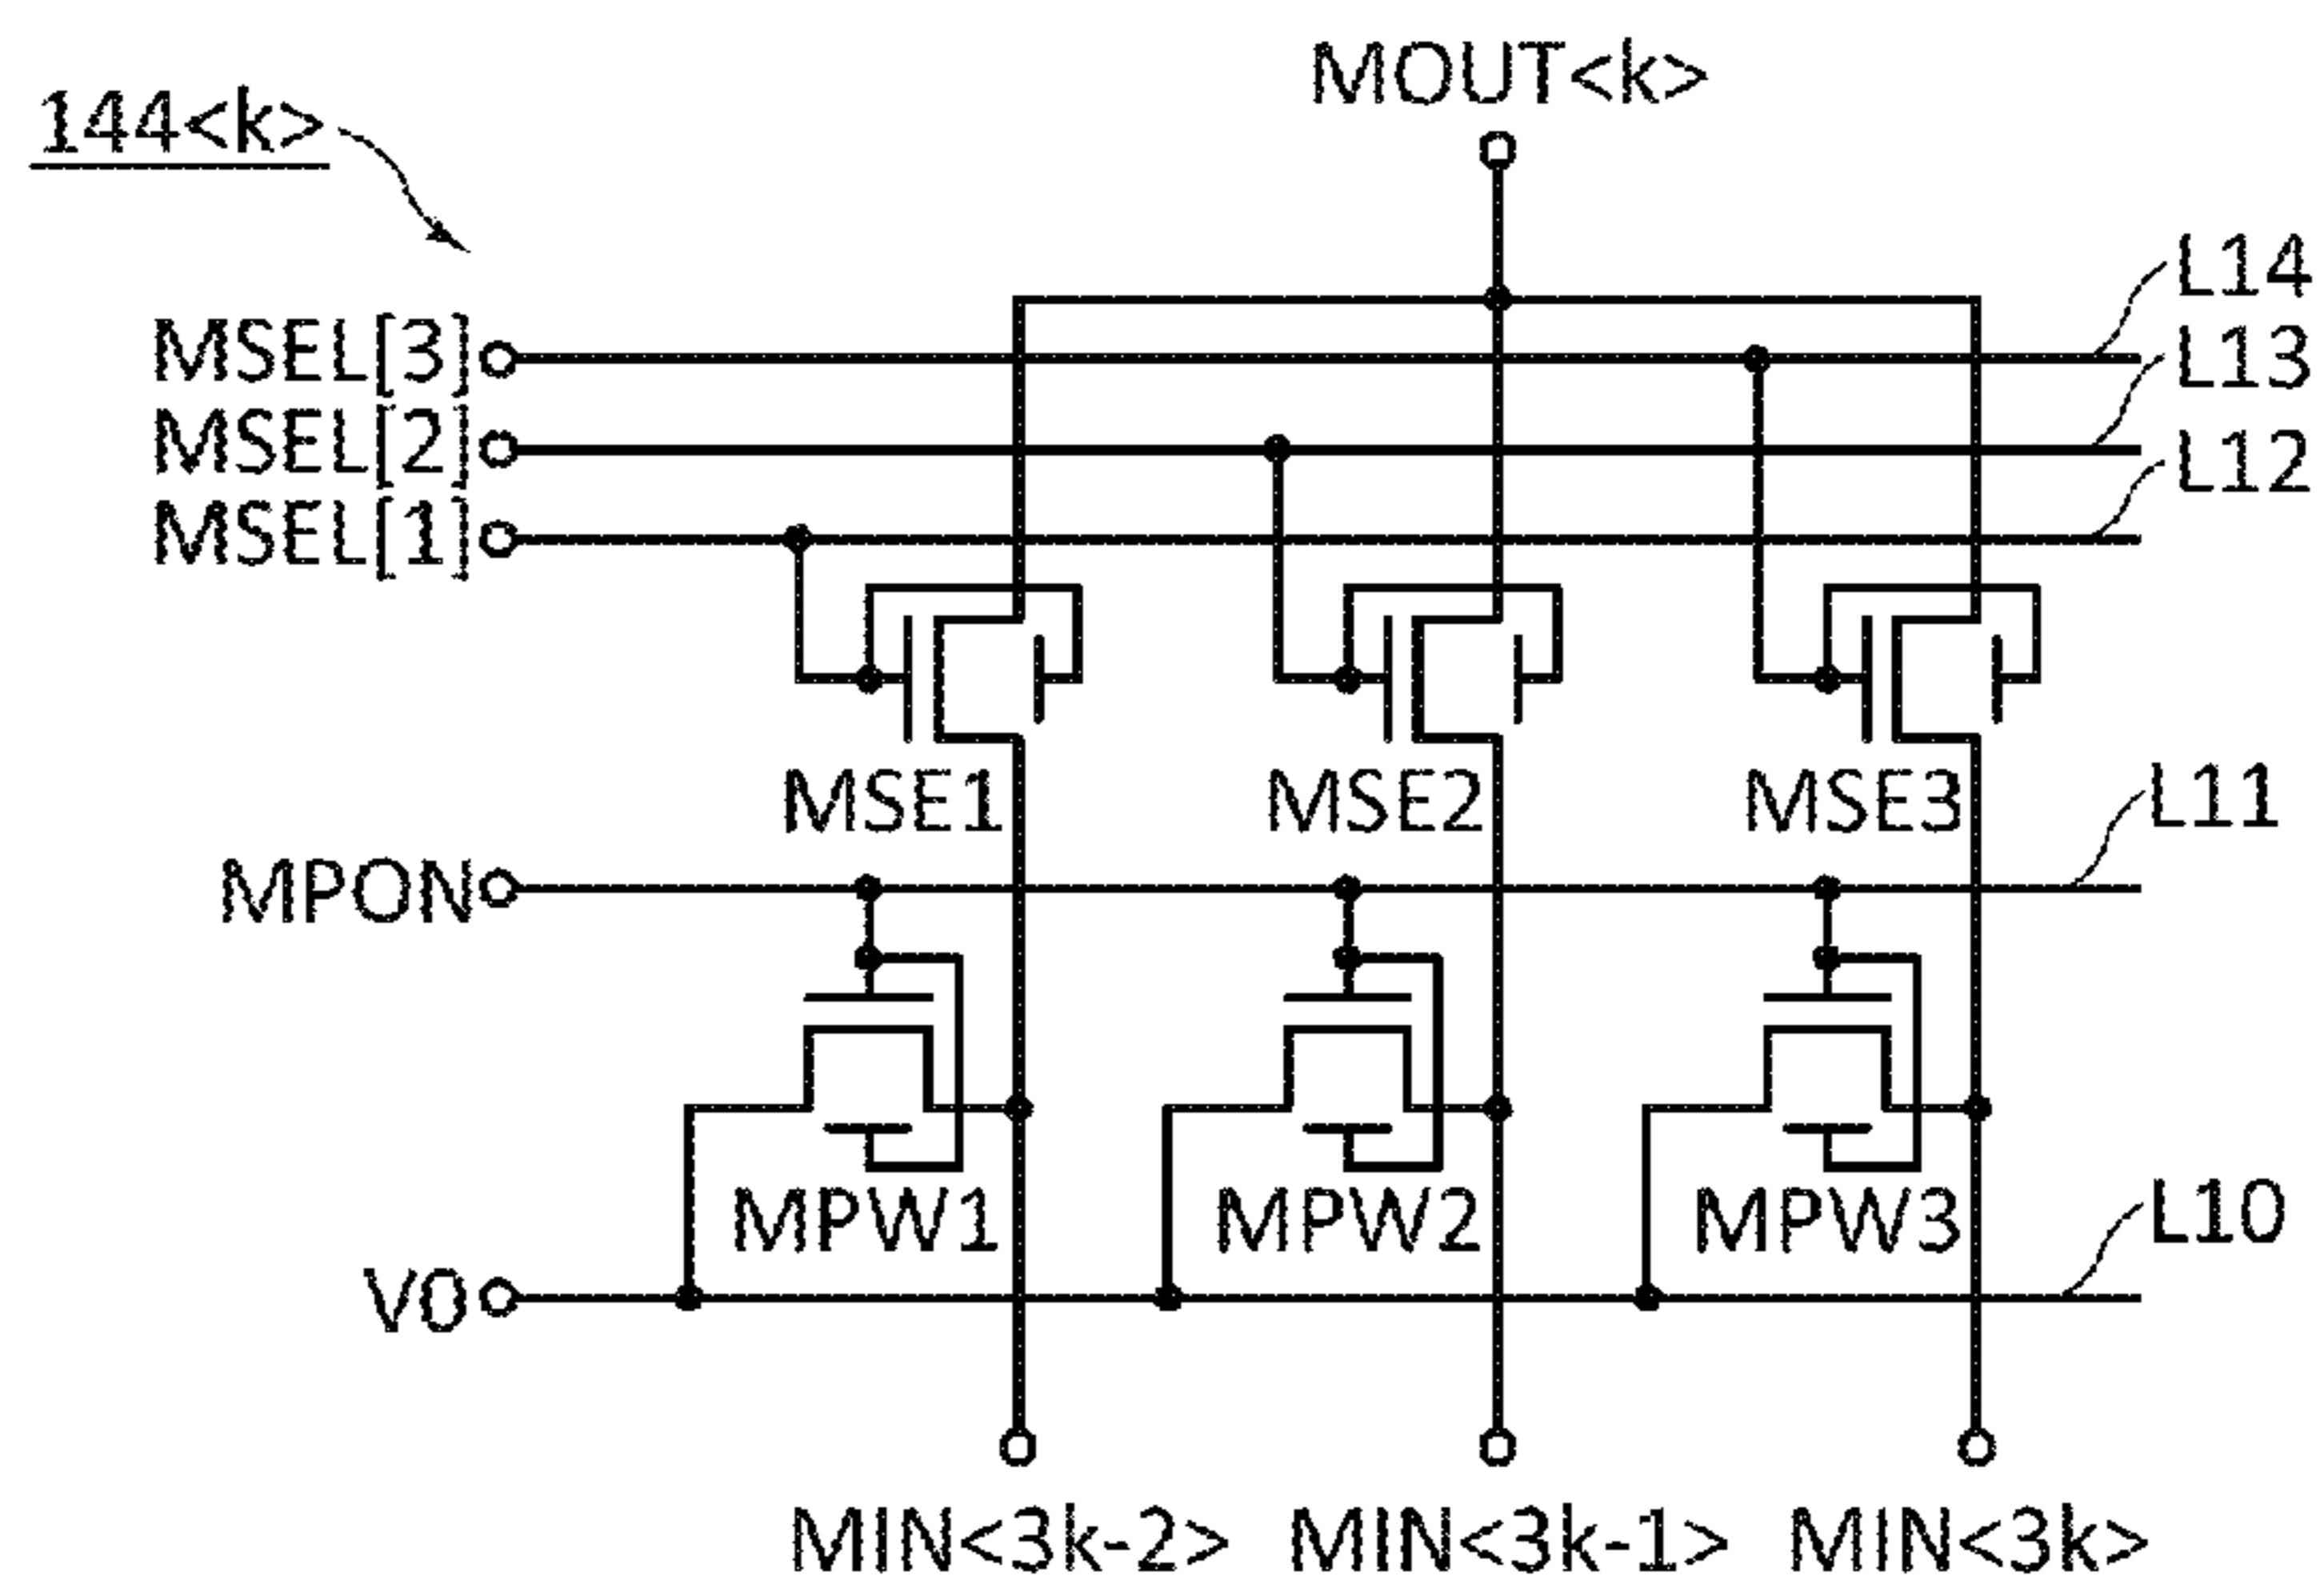 MOUT<k>
144<k>
L14
MSEL[3]
L13
MSEL[2]
L12
MSEL[1]
MSE1 MSE2 MSE3
L11
MPON
MPW1 MPW2 MPW3
L10
V0
MIN<3k-2> MIN<3k-1> MIN<3k>